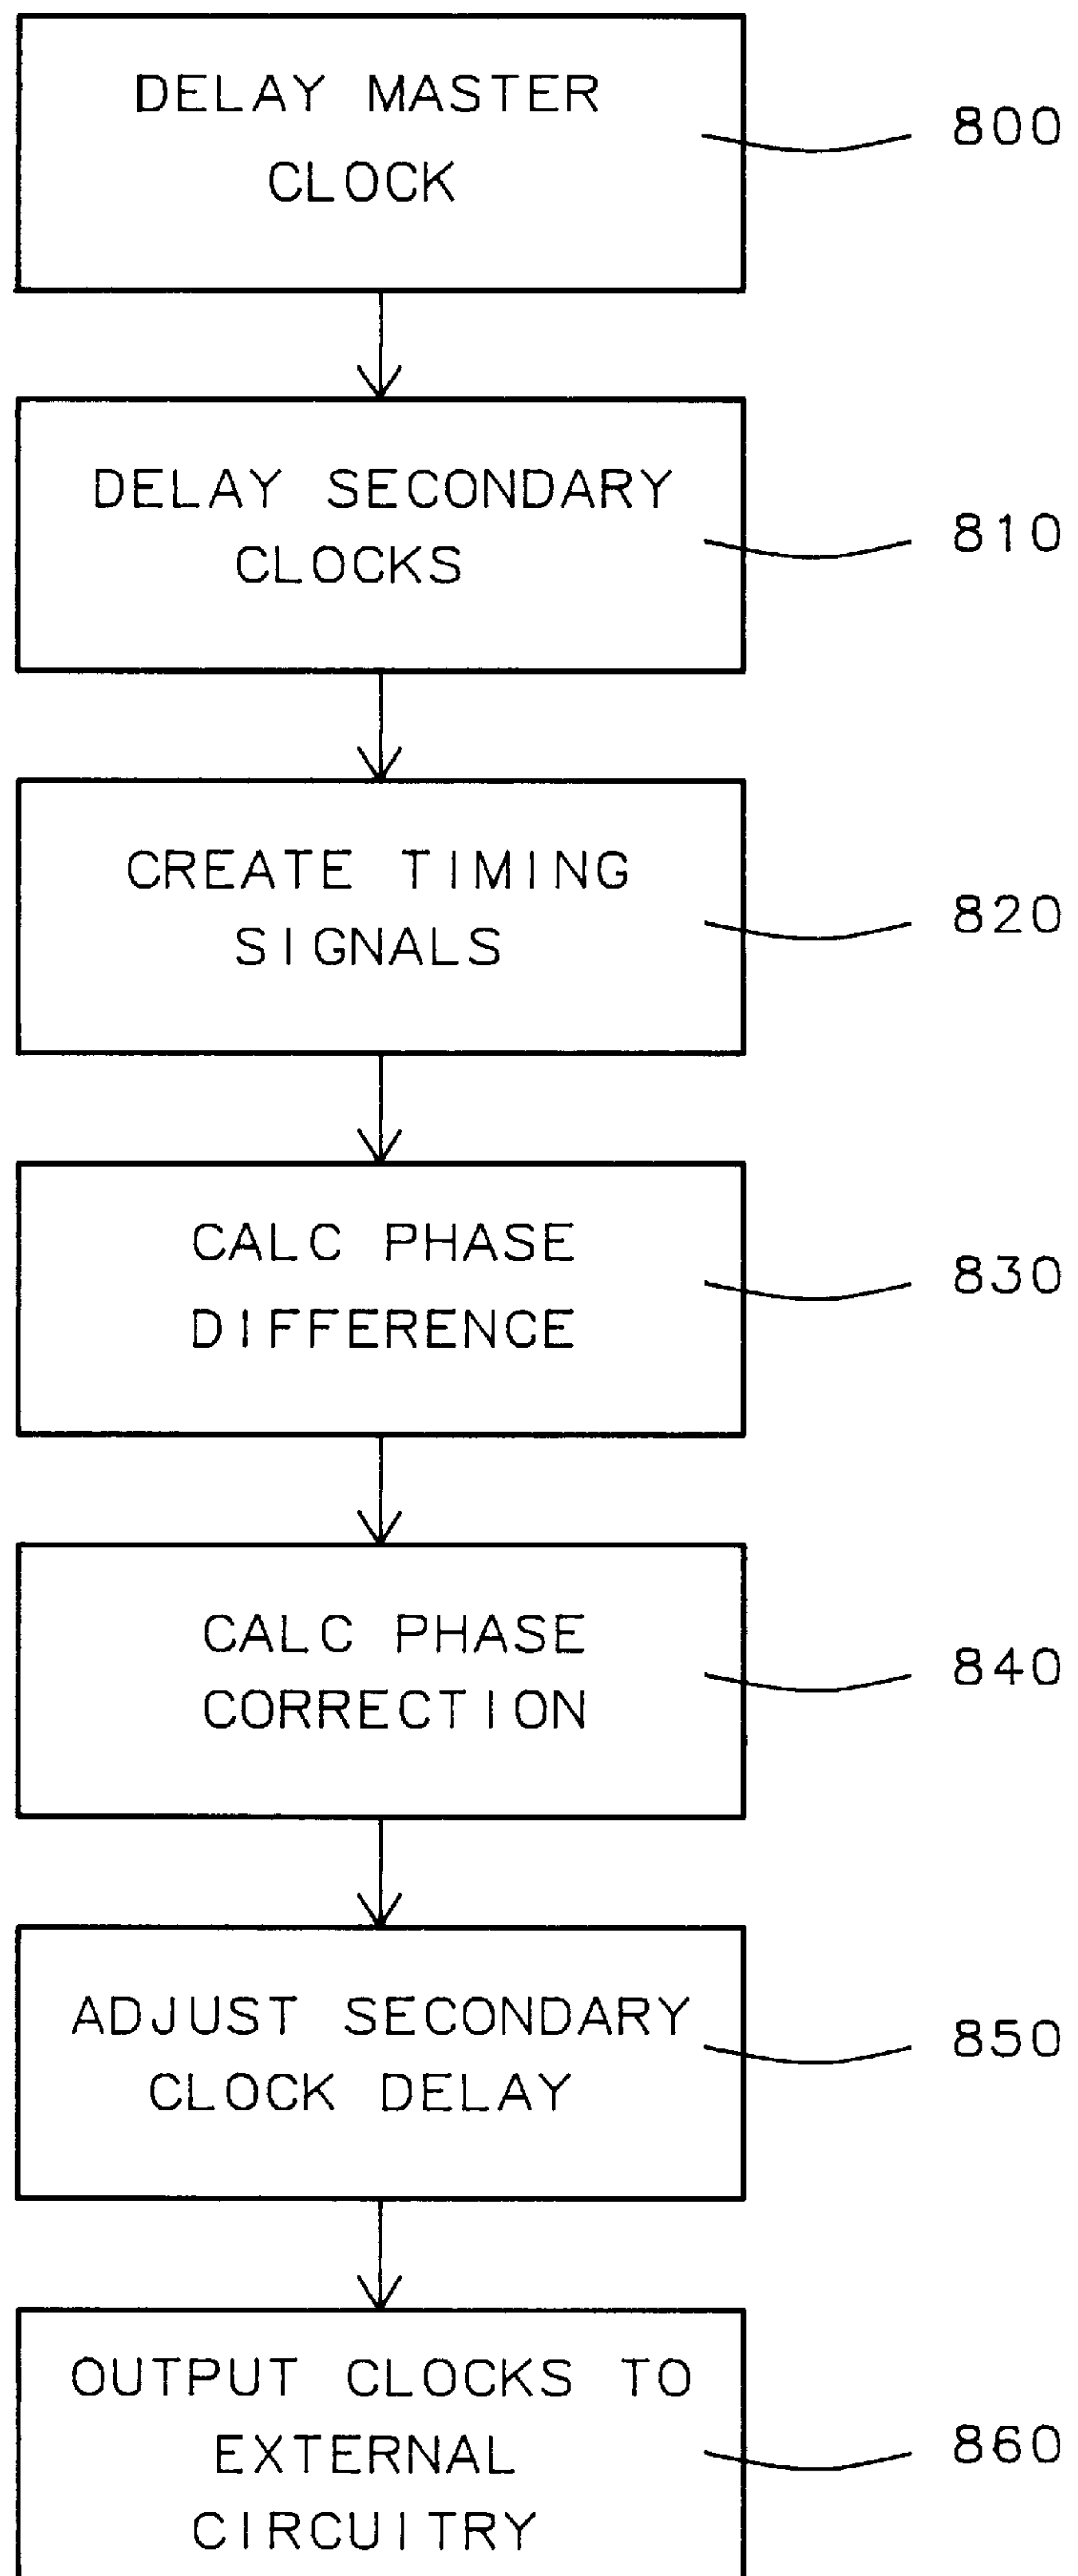 DELAY MASTER
CLOCK
800
DELAY SECONDARY
CLOCKS
810
CREATE TIMING
SIGNALS
820
CALC PHASE
DIFFERENCE
830
CALC PHASE
CORRECTION
840
ADJUST SECONDARY
CLOCK DELAY
850
OUTPUT CLOCKS TO
EXTERNAL
CIRCUITRY
860